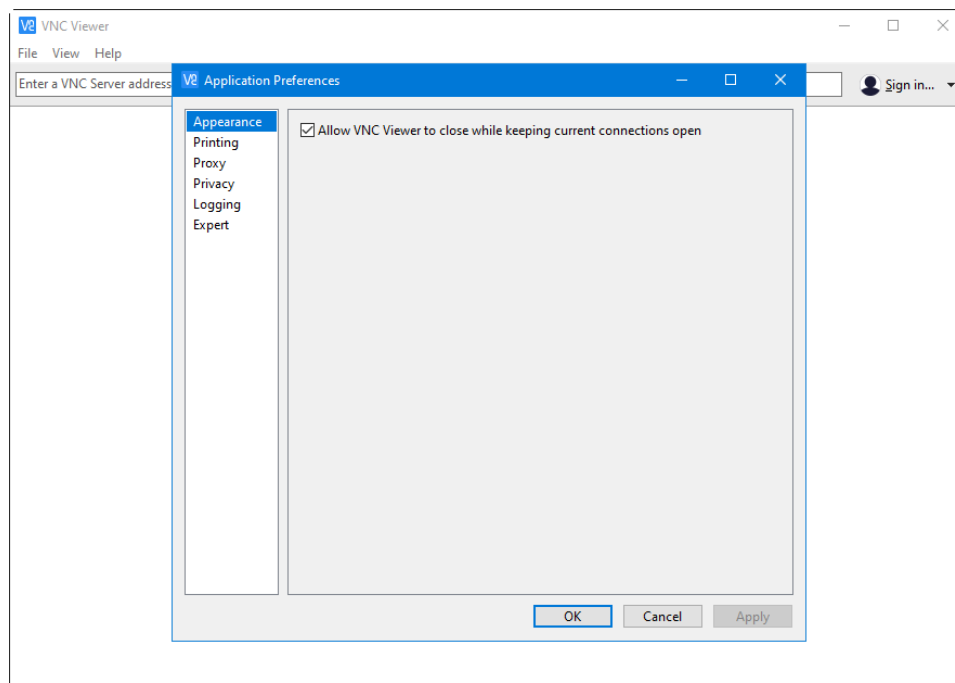 VNC Viewer
File View Help
Enter a VNC Server address
Sign in...
Application Preferences
Appearance
Printing
Proxy
Privacy
Logging
Expert
Allow VNC Viewer to close while keeping current connections open
OK Cancel Apply